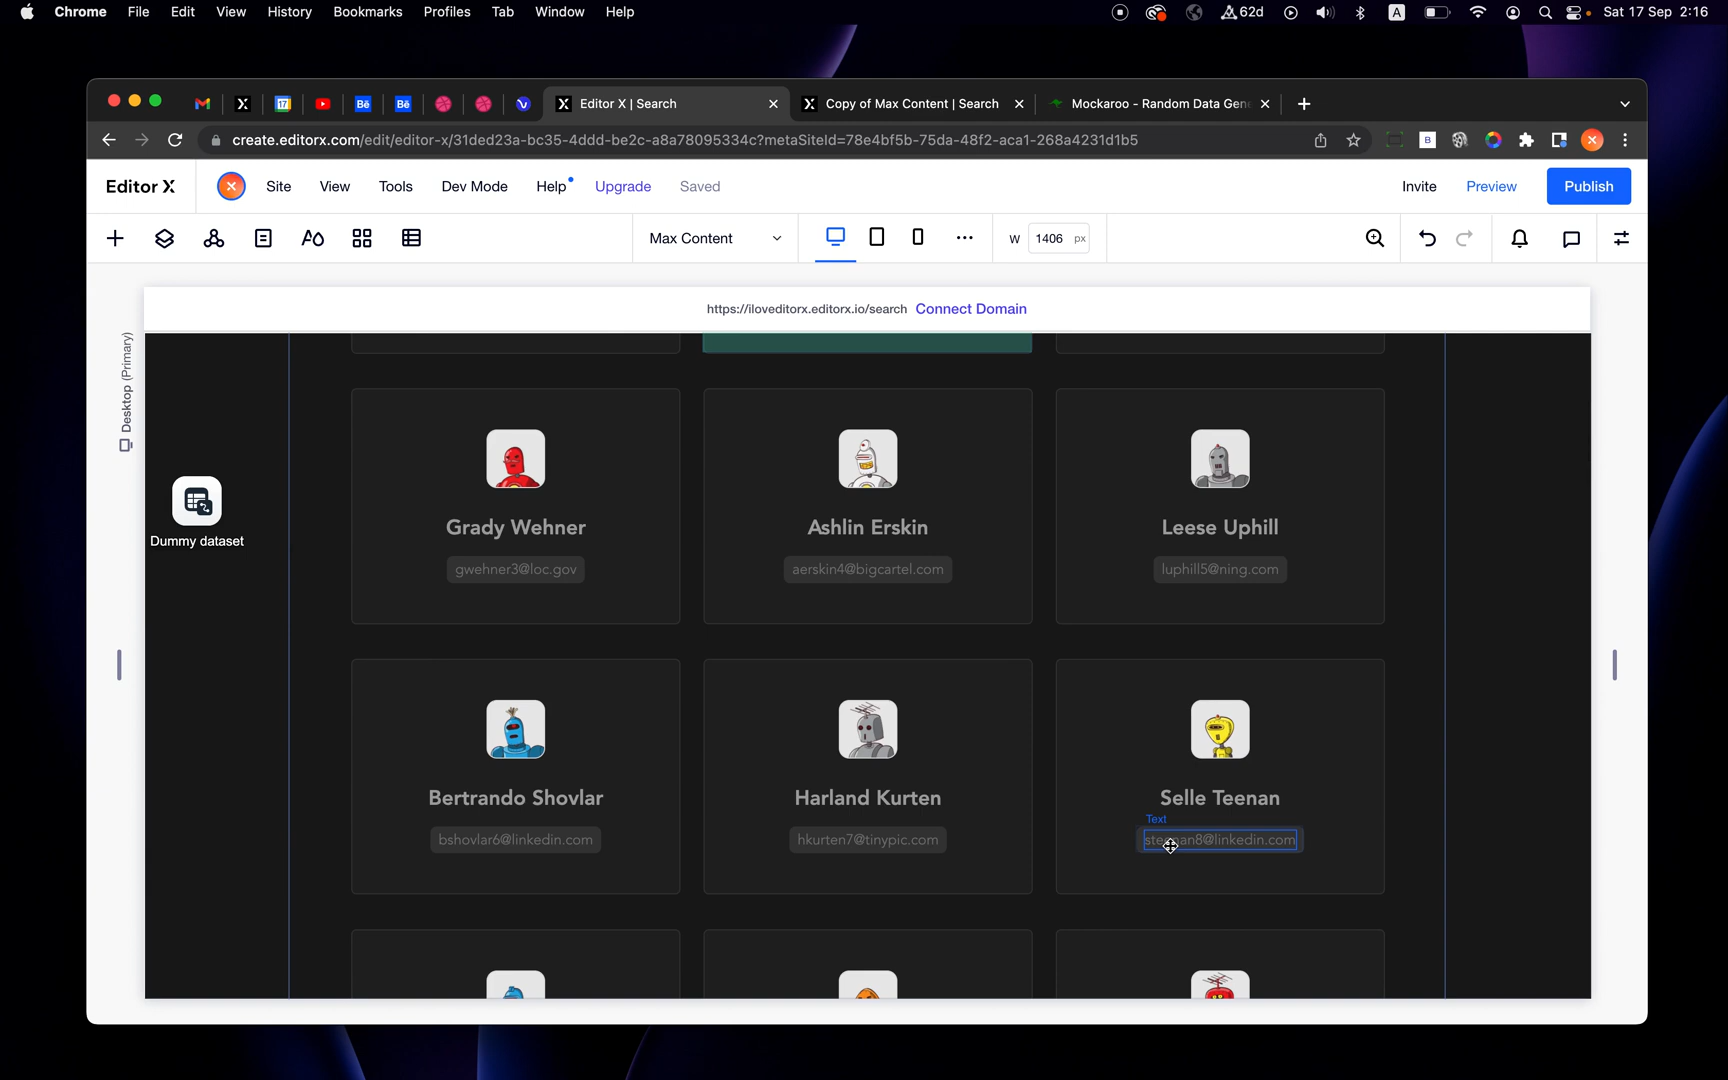 Chrome File Edit View History Bookmarks Profiles Tab Window Help 62d A Sat 17 Sep 2:16
17 Bē Bē Editor X | Search Copy of Max Content | Search Mockaroo - Random Data Gen
create.editorx.com/edit/editor-x/31ded23a-bc35-4ddd-be2c-a8a78095334c?metaSiteId=78e4bf5b-75da-48f2-aca1-268a4231d1b5
Editor X Site View Tools Dev Mode Help Upgrade Saved Invite Preview Publish
Max Content W 1406 px
https://iloveditorx.editorx.io/search Connect Domain
Desktop (Primary)
Dummy dataset
Grady Wehner Ashlin Erskin Leese Uphill
gwehner3@loc.gov aerskin4@bigcartel.com luphill5@ning.com
Bertrando Shovlar Harland Kurten Selle Teenan
Text
bshovlar6@linkedin.com hkurten7@tinypic.com